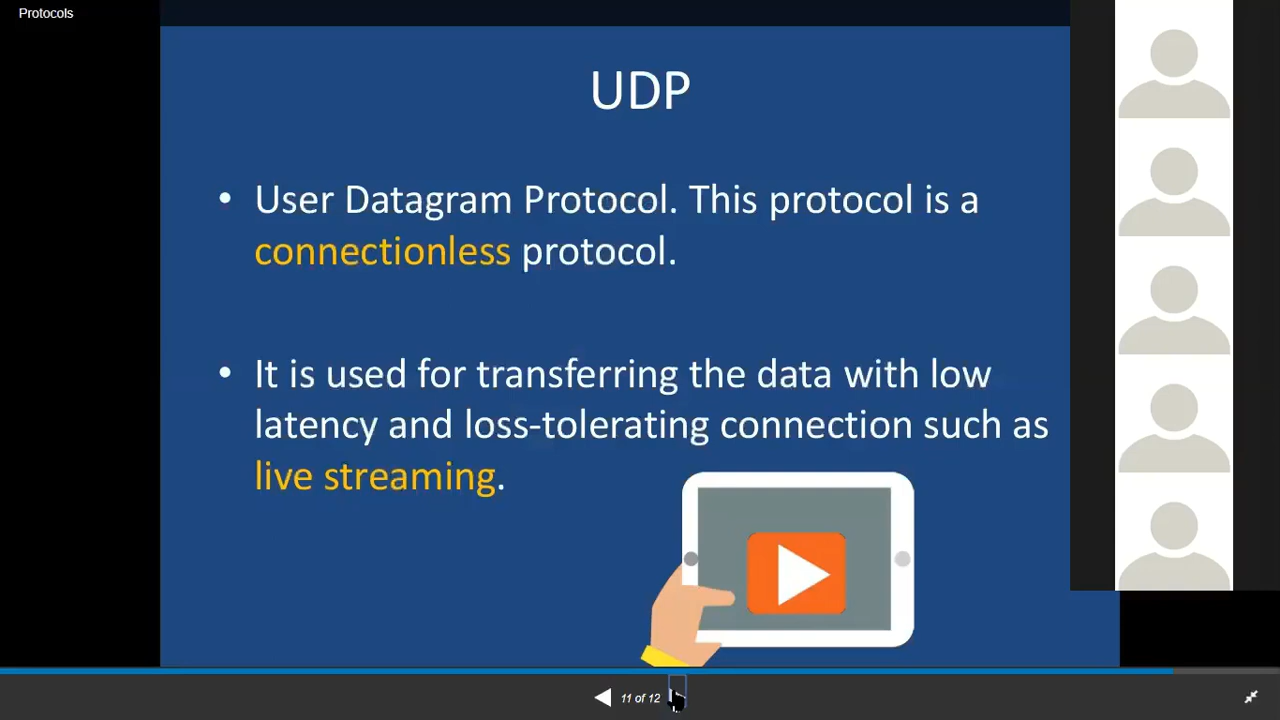 Protocols
UDP
• User Datagram Protocol. This protocol is a
connectionless protocol.
• It is used for transferring the data with low
latency and loss-tolerating connection such as
live streaming.
11 of 12